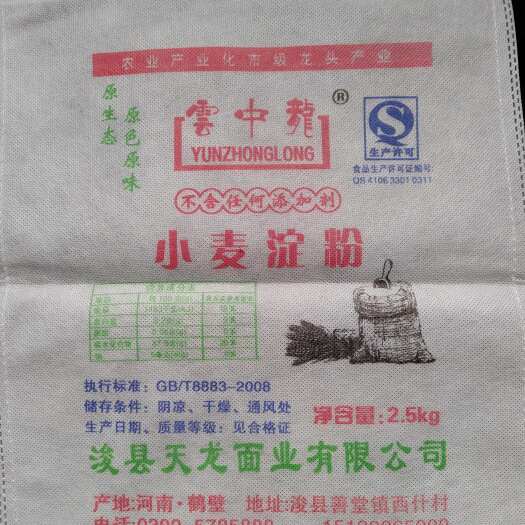 农业产业化市级龙头产业
原生态
原色原味
雲中龍®
YUNZHONGLONG
生产许可
食品生产许可证编号:
QS 4106 3301 0311
不含任何添加剂
小麦淀粉
执行标准：GB/T8883-2008
储存条件：阴凉、干燥、通风处
生产日期、质量等级：见合格证
净含量：2.5kg
浚县天龙面业有限公司
产地:河南·鹤壁 地址:浚县善堂镇西什村